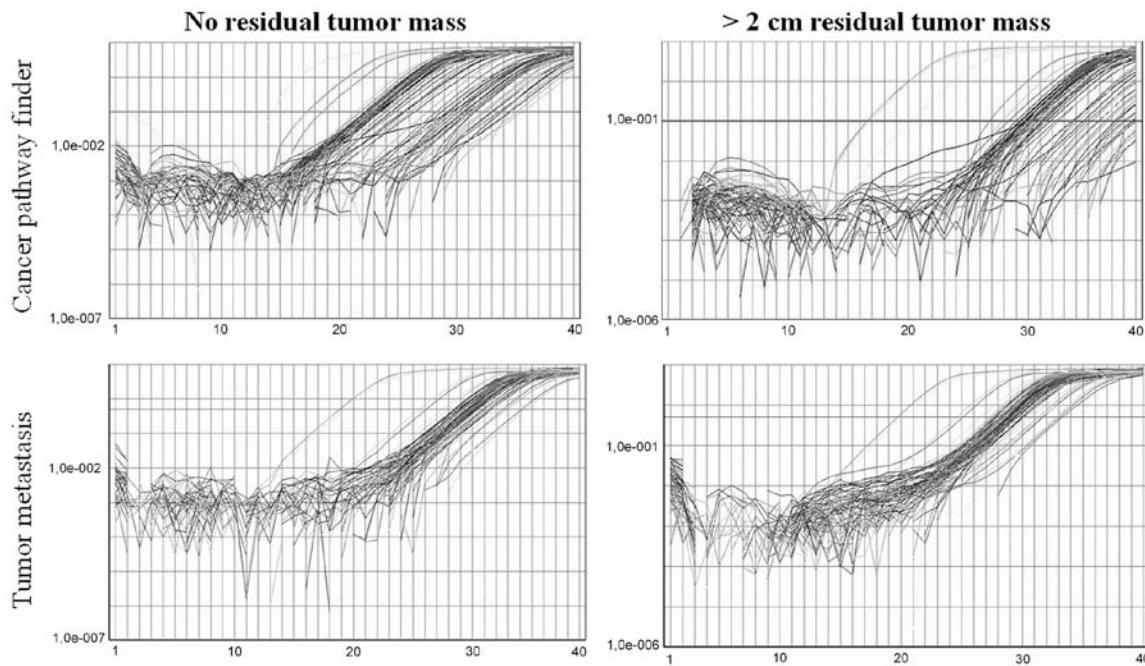 No residual tumor mass
> 2 cm residual tumor mass
Cancer pathway finder
1,0e-002
1,0e-007
1 10 20 30 40
1,0e-001
1,0e-006
1 10 20 30 40
Tumor metastasis
1,0e-002
1,0e-007
1 10 20 30 40
1,0e-001
1,0e-006
1 10 20 30 40